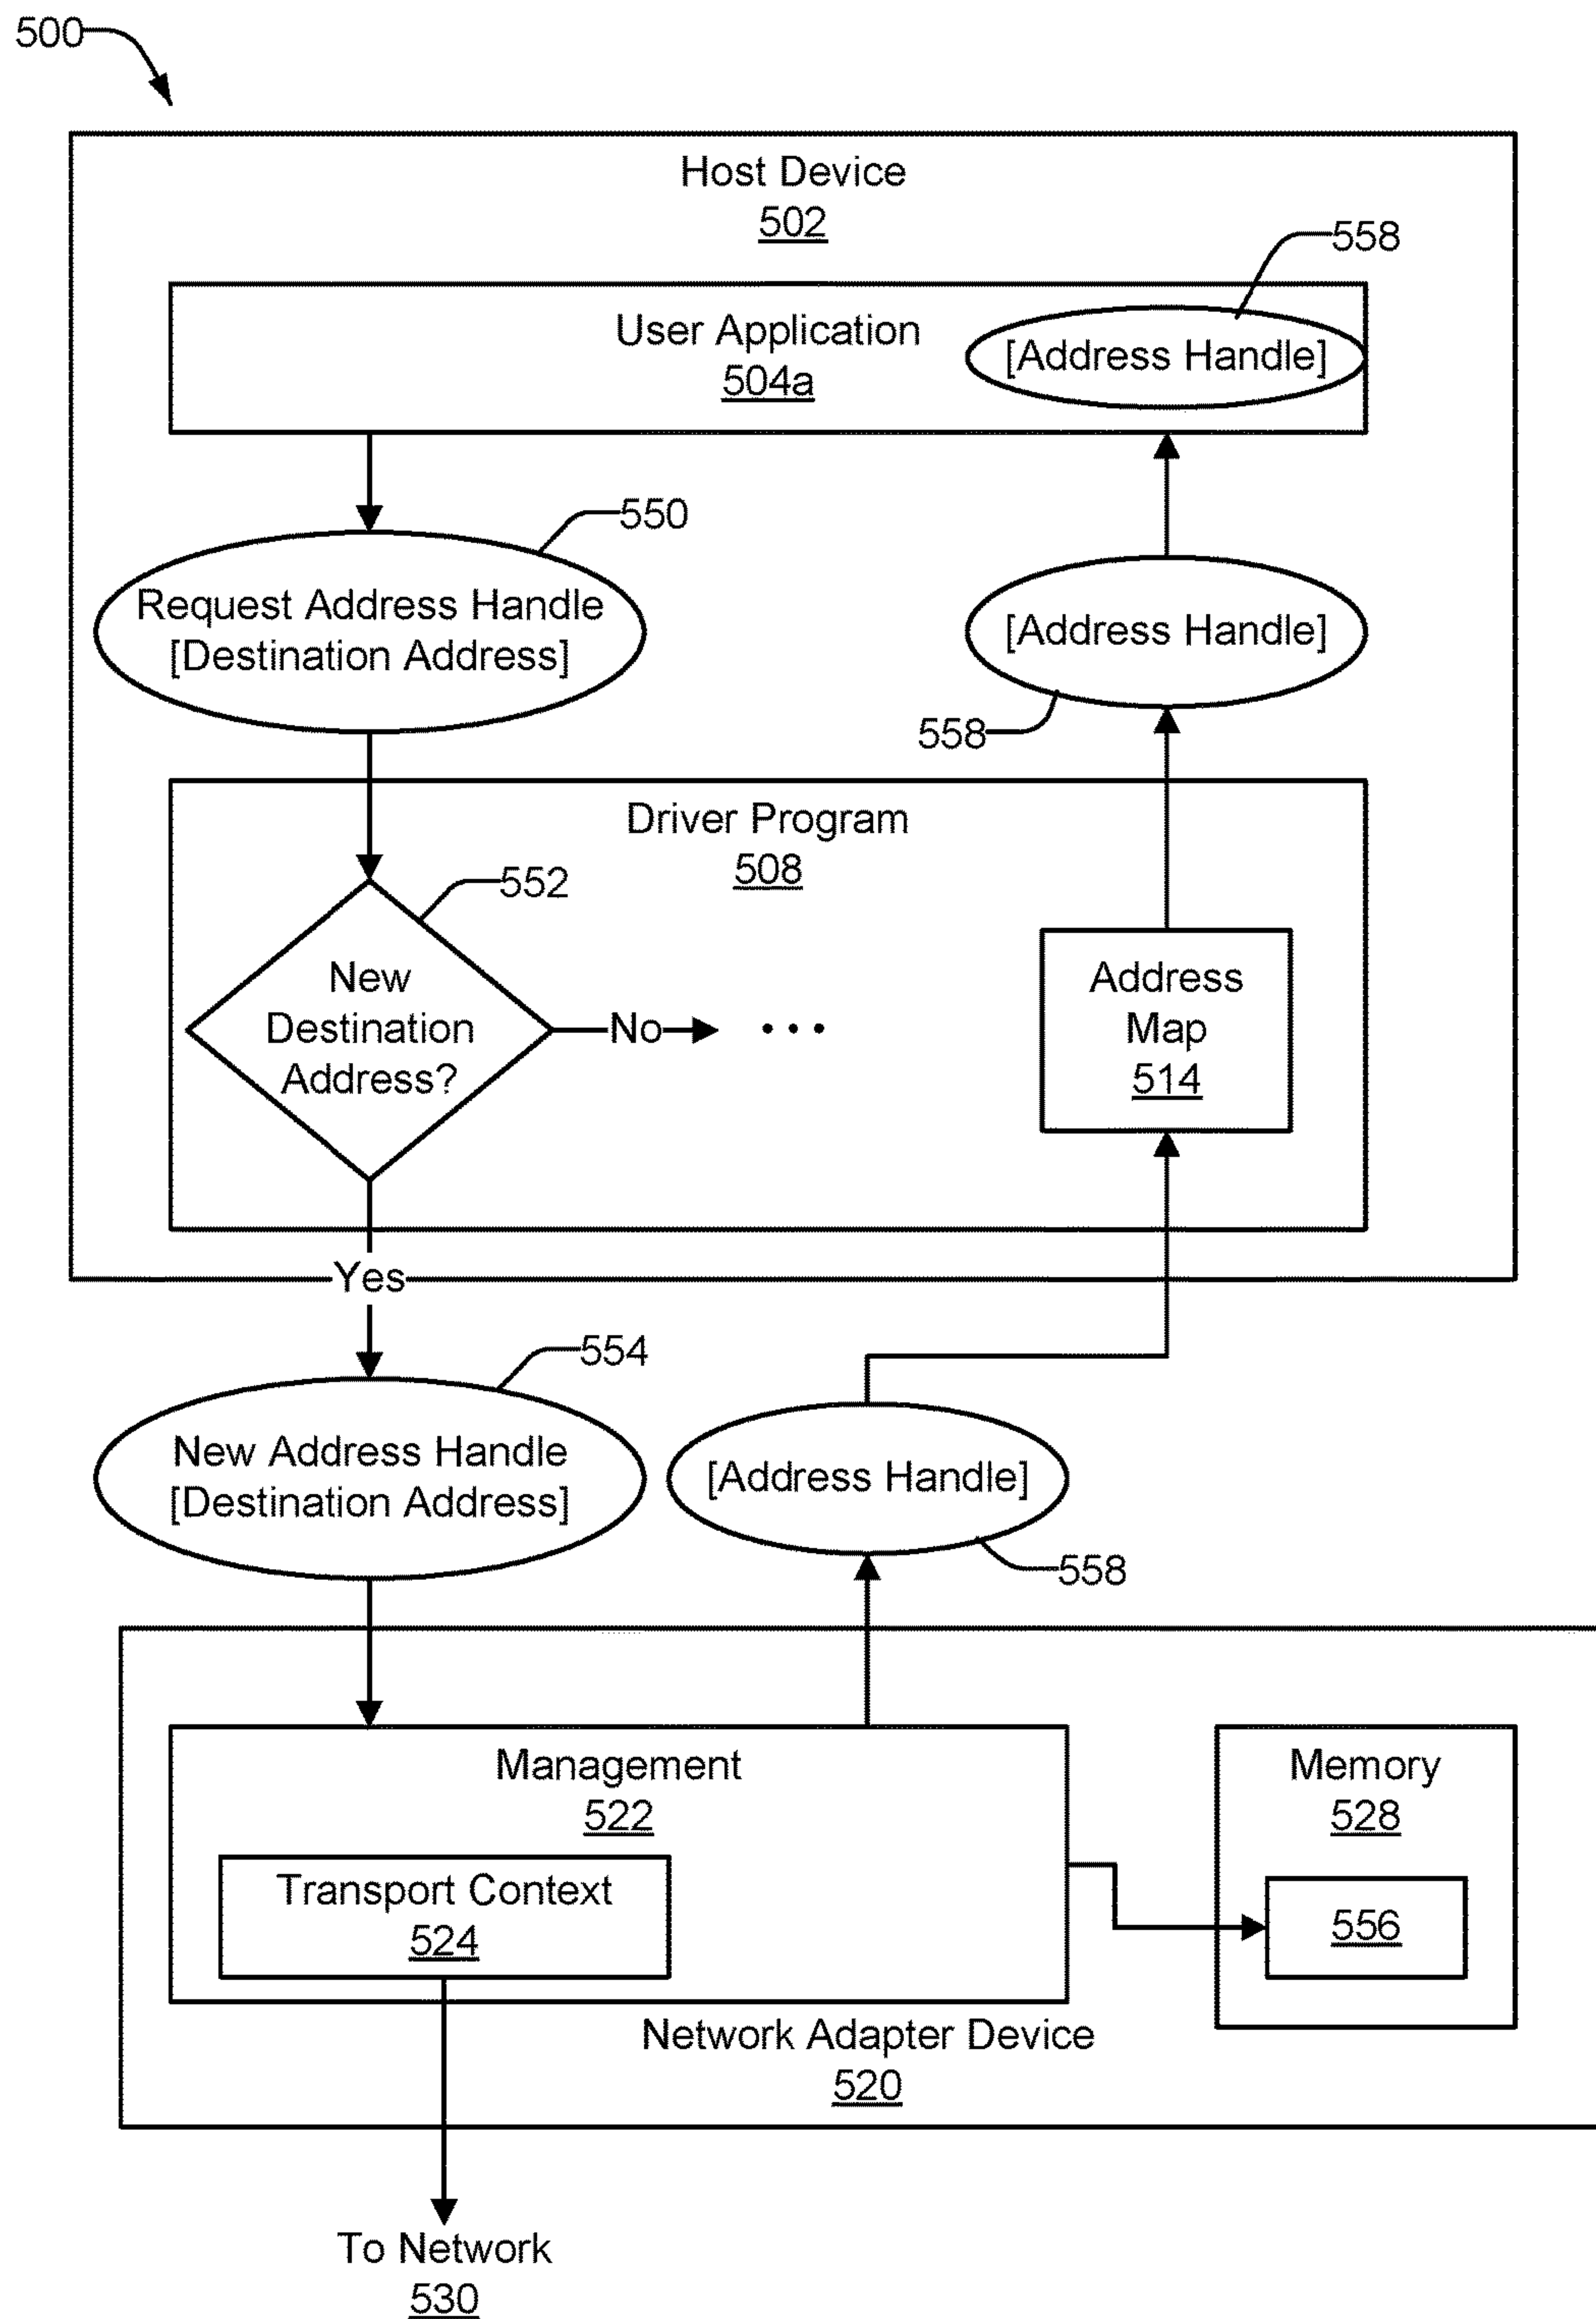 500
Host Device
502
558
User Application
504a
[Address Handle]
550
Request Address Handle
[Destination Address]
[Address Handle]
558
Driver Program
508
552
New
Destination
Address?
No
...
Address
Map
514
Yes
554
New Address Handle
[Destination Address]
[Address Handle]
558
Management
522
Transport Context
524
Memory
528
556
Network Adapter Device
520
To Network
530